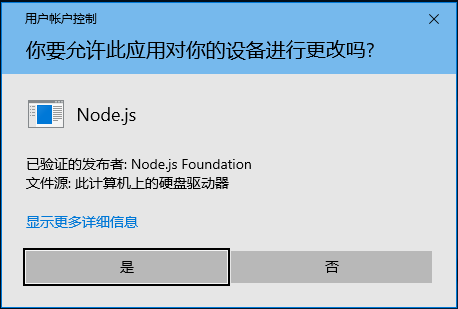 用户帐户控制
你要允许此应用对你的设备进行更改吗?
Node.js
已验证的发布者: Node.js Foundation
文件源: 此计算机上的硬盘驱动器
显示更多详细信息
是
否